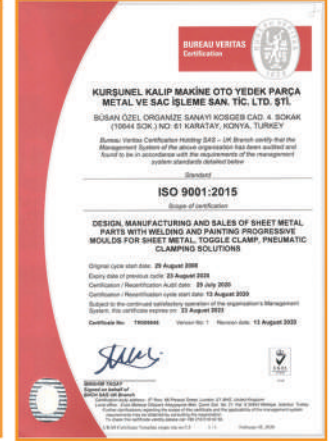 BUREAU VERITAS
Certification
KURŞUNEL KALIP MAKİNE OTO YEDEK PARÇA
METAL VE SAC İŞLEME SAN. TİC. LTD. ŞTİ.
BÜSAN ÖZEL ORGANİZE SANAYİ KOSGEB CAD. 4. SOKAK
(10644 SOK.) NO: 61 KARATAY, KONYA, TURKEY
Bureau Veritas Certification Holding SAS – UK Branch certify that the
Management System of the above organisation has been audited and
found to be in accordance with the requirements of the management
system standards detailed below
Standard
ISO 9001:2015
Scope of certification
DESIGN, MANUFACTURING AND SALES OF SHEET METAL
PARTS WITH WELDING AND PAINTING PROGRESSIVE
MOULDS FOR SHEET METAL, TOGGLE CLAMP, PNEUMATIC
CLAMPING SOLUTIONS
Original cycle start date: 29 August
Expiry date of previous cycle: 23 August 2020
Certification / Recertification Audit date: 29 July 2020
Certification / Recertification cycle start date: 13 August 2020
Subject to the continued satisfactory operation of the organization's Management
System, this certificate expires on: 23 August 2023
Certificate No: Version No: 1 Revision date: 13 August 2020
Signed on behalf of
BVCH SAS UK Branch